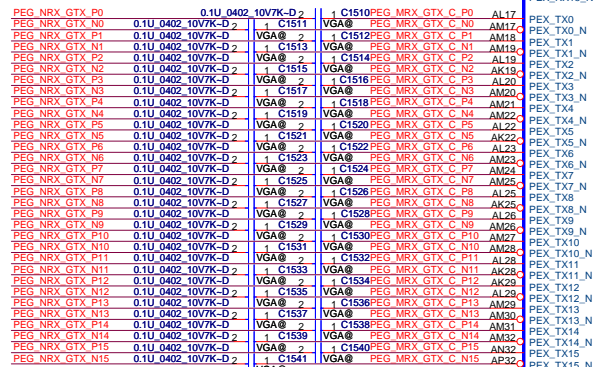 PEG_NRX_GTX_P0 0.1U_0402_10V7K-D 2 1 C1510 PEG_MRX_GTX_C_P0 AL17 PEX_TX0
PEG_NRX_GTX_N0 0.1U_0402_10V7K-D 2 1 C1511 VGA@ PEG_MRX_GTX_C_N0 AM17 PEX_TX0_N
PEG_NRX_GTX_P1 0.1U_0402_10V7K-D VGA@ 2 1 C1512 PEG_MRX_GTX_C_P1 AM18 PEX_TX1
PEG_NRX_GTX_N1 0.1U_0402_10V7K-D 2 1 C1513 VGA@ PEG_MRX_GTX_C_N1 AM19 PEX_TX1_N
PEG_NRX_GTX_P2 0.1U_0402_10V7K-D VGA@ 2 1 C1514 PEG_MRX_GTX_C_P2 AL19 PEX_TX2
PEG_NRX_GTX_N2 0.1U_0402_10V7K-D 2 1 C1515 VGA@ PEG_MRX_GTX_C_N2 AK19 PEX_TX2_N
PEG_NRX_GTX_P3 0.1U_0402_10V7K-D VGA@ 2 1 C1516 PEG_MRX_GTX_C_P3 AL20 PEX_TX3
PEG_NRX_GTX_N3 0.1U_0402_10V7K-D 2 1 C1517 VGA@ PEG_MRX_GTX_C_N3 AM20 PEX_TX3_N
PEG_NRX_GTX_P4 0.1U_0402_10V7K-D VGA@ 2 1 C1518 PEG_MRX_GTX_C_P4 AM21 PEX_TX4
PEG_NRX_GTX_N4 0.1U_0402_10V7K-D 2 1 C1519 VGA@ PEG_MRX_GTX_C_N4 AM22 PEX_TX4_N
PEG_NRX_GTX_P5 0.1U_0402_10V7K-D VGA@ 2 1 C1520 PEG_MRX_GTX_C_P5 AL22 PEX_TX5
PEG_NRX_GTX_N5 0.1U_0402_10V7K-D 2 1 C1521 VGA@ PEG_MRX_GTX_C_N5 AK22 PEX_TX5_N
PEG_NRX_GTX_P6 0.1U_0402_10V7K-D VGA@ 2 1 C1522 PEG_MRX_GTX_C_P6 AL23 PEX_TX6
PEG_NRX_GTX_N6 0.1U_0402_10V7K-D 2 1 C1523 VGA@ PEG_MRX_GTX_C_N6 AM23 PEX_TX6_N
PEG_NRX_GTX_P7 0.1U_0402_10V7K-D VGA@ 2 1 C1524 PEG_MRX_GTX_C_P7 AM24 PEX_TX7
PEG_NRX_GTX_N7 0.1U_0402_10V7K-D 2 1 C1525 VGA@ PEG_MRX_GTX_C_N7 AM25 PEX_TX7_N
PEG_NRX_GTX_P8 0.1U_0402_10V7K-D VGA@ 2 1 C1526 PEG_MRX_GTX_C_P8 AL25 PEX_TX8
PEG_NRX_GTX_N8 0.1U_0402_10V7K-D 2 1 C1527 VGA@ PEG_MRX_GTX_C_N8 AK25 PEX_TX8_N
PEG_NRX_GTX_P9 0.1U_0402_10V7K-D VGA@ 2 1 C1528 PEG_MRX_GTX_C_P9 AL26 PEX_TX9
PEG_NRX_GTX_N9 0.1U_0402_10V7K-D 2 1 C1529 VGA@ PEG_MRX_GTX_C_N9 AM26 PEX_TX9_N
PEG_NRX_GTX_P10 0.1U_0402_10V7K-D VGA@ 2 1 C1530 PEG_MRX_GTX_C_P10 AM27 PEX_TX10
PEG_NRX_GTX_N10 0.1U_0402_10V7K-D 2 1 C1531 VGA@ PEG_MRX_GTX_C_N10 AM28 PEX_TX10_N
PEG_NRX_GTX_P11 0.1U_0402_10V7K-D VGA@ 2 1 C1532 PEG_MRX_GTX_C_P11 AL28 PEX_TX11
PEG_NRX_GTX_N11 0.1U_0402_10V7K-D 2 1 C1533 VGA@ PEG_MRX_GTX_C_N11 AK28 PEX_TX11_N
PEG_NRX_GTX_P12 0.1U_0402_10V7K-D VGA@ 2 1 C1534 PEG_MRX_GTX_C_P12 AK29 PEX_TX12
PEG_NRX_GTX_N12 0.1U_0402_10V7K-D 2 1 C1535 VGA@ PEG_MRX_GTX_C_N12 AL29 PEX_TX12_N
PEG_NRX_GTX_P13 0.1U_0402_10V7K-D VGA@ 2 1 C1536 PEG_MRX_GTX_C_P13 AM29 PEX_TX13
PEG_NRX_GTX_N13 0.1U_0402_10V7K-D 2 1 C1537 VGA@ PEG_MRX_GTX_C_N13 AM30 PEX_TX13_N
PEG_NRX_GTX_P14 0.1U_0402_10V7K-D VGA@ 2 1 C1538 PEG_MRX_GTX_C_P14 AM31 PEX_TX14
PEG_NRX_GTX_N14 0.1U_0402_10V7K-D 2 1 C1539 VGA@ PEG_MRX_GTX_C_N14 AM32 PEX_TX14_N
PEG_NRX_GTX_P15 0.1U_0402_10V7K-D VGA@ 2 1 C1540 PEG_MRX_GTX_C_P15 AN32 PEX_TX15
PEG_NRX_GTX_N15 0.1U_0402_10V7K-D 2 1 C1541 VGA@ PEG_MRX_GTX_C_N15 AP32 PEX_TX15_N